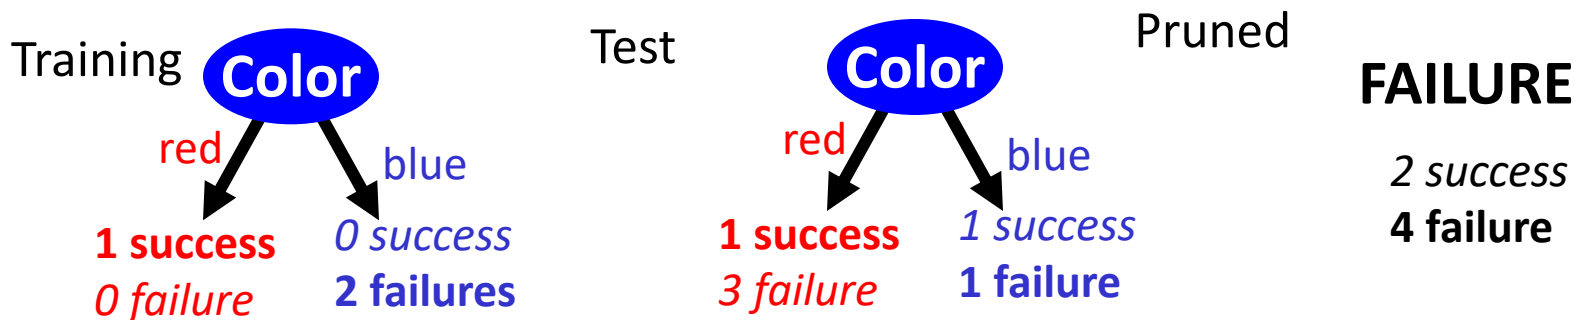 Training
Color
red
blue
1 success
0 failure
0 success
2 failures
Test
Color
red
blue
1 success
3 failure
1 success
1 failure
Pruned
FAILURE
2 success
4 failure